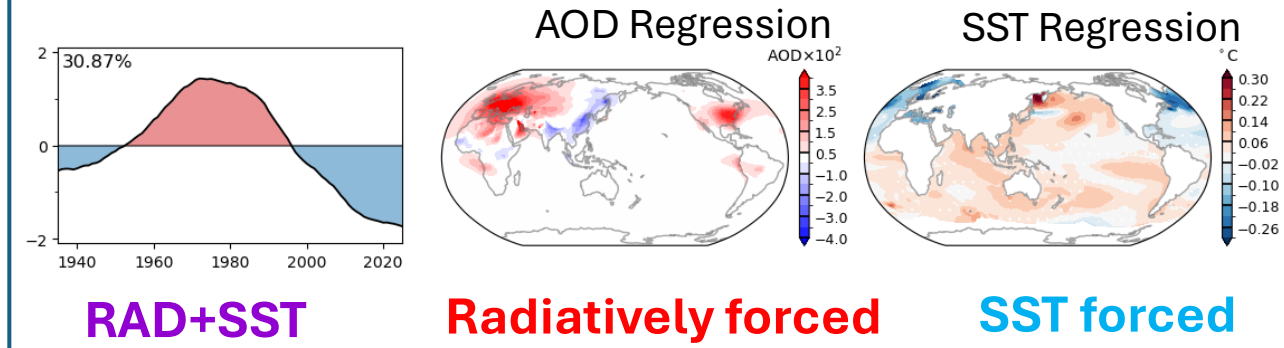 AOD Regression
SST Regression
30.87%
2
0
−2
1940 1960 1980 2000 2020
AOD×10²
3.5
2.5
1.5
0.5
−1.0
−2.0
−3.0
−4.0
°C
0.30
0.22
0.14
0.06
−0.02
−0.10
−0.18
−0.26
RAD+SST
Radiatively forced
SST forced